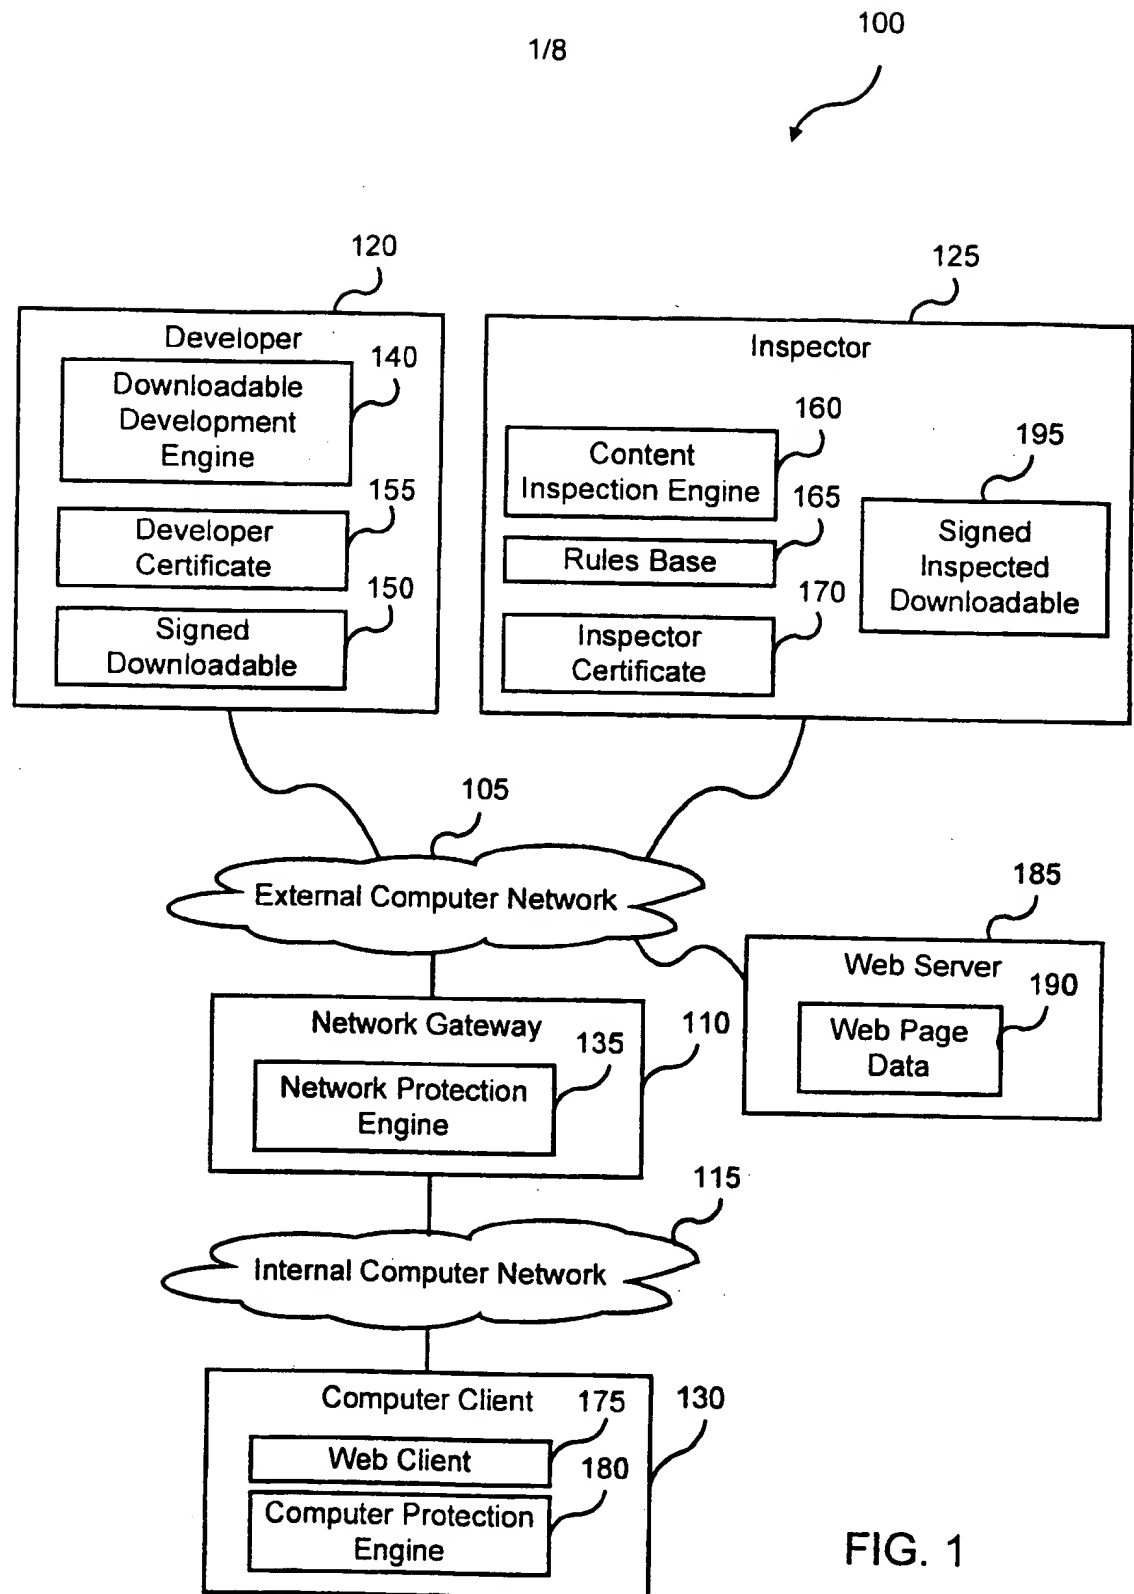 1/8
100
120
125
Developer
140
Downloadable
Development
Engine
155
Developer
Certificate
150
Signed
Downloadable
Inspector
160
Content
Inspection Engine
165
Rules Base
170
Inspector
Certificate
195
Signed
Inspected
Downloadable
105
External Computer Network
185
Web Server
190
Web Page
Data
Network Gateway
110
135
Network Protection
Engine
115
Internal Computer Network
Computer Client
175
130
Web Client
180
Computer Protection
Engine
FIG. 1